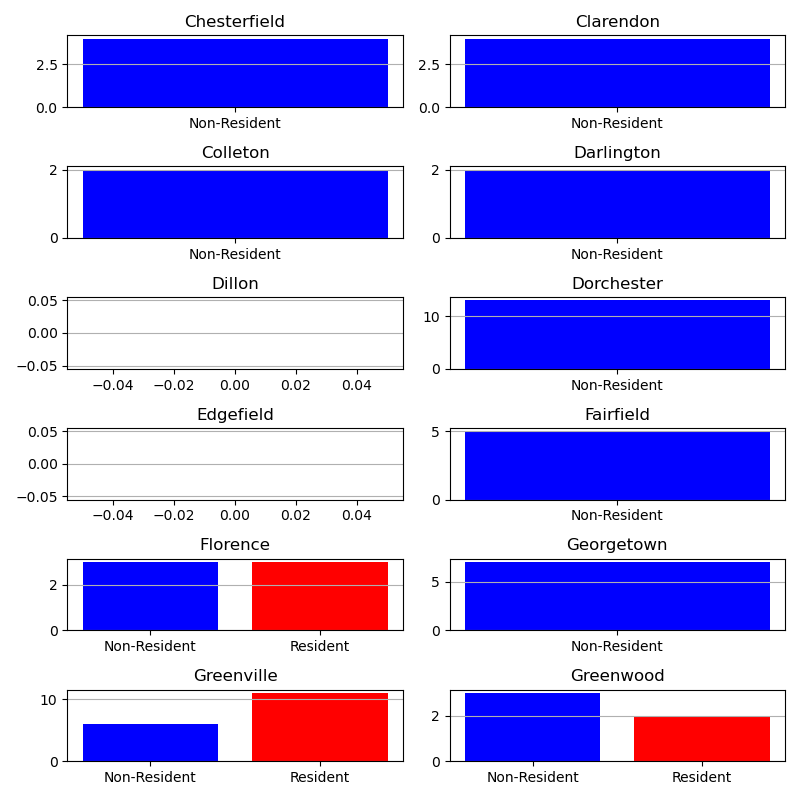 Chesterfield
2.5
0.0
Non-Resident
Clarendon
2.5
0.0
Non-Resident
Colleton
2
0
Non-Resident
Darlington
2
0
Non-Resident
Dillon
0.05
0.00
−0.05
−0.04 −0.02 0.00 0.02 0.04
Dorchester
10
0
Non-Resident
Edgefield
0.05
0.00
−0.05
−0.04 −0.02 0.00 0.02 0.04
Fairfield
5
0
Non-Resident
Florence
2
0
Non-Resident Resident
Georgetown
5
0
Non-Resident
Greenville
10
0
Non-Resident Resident
Greenwood
2
0
Non-Resident Resident